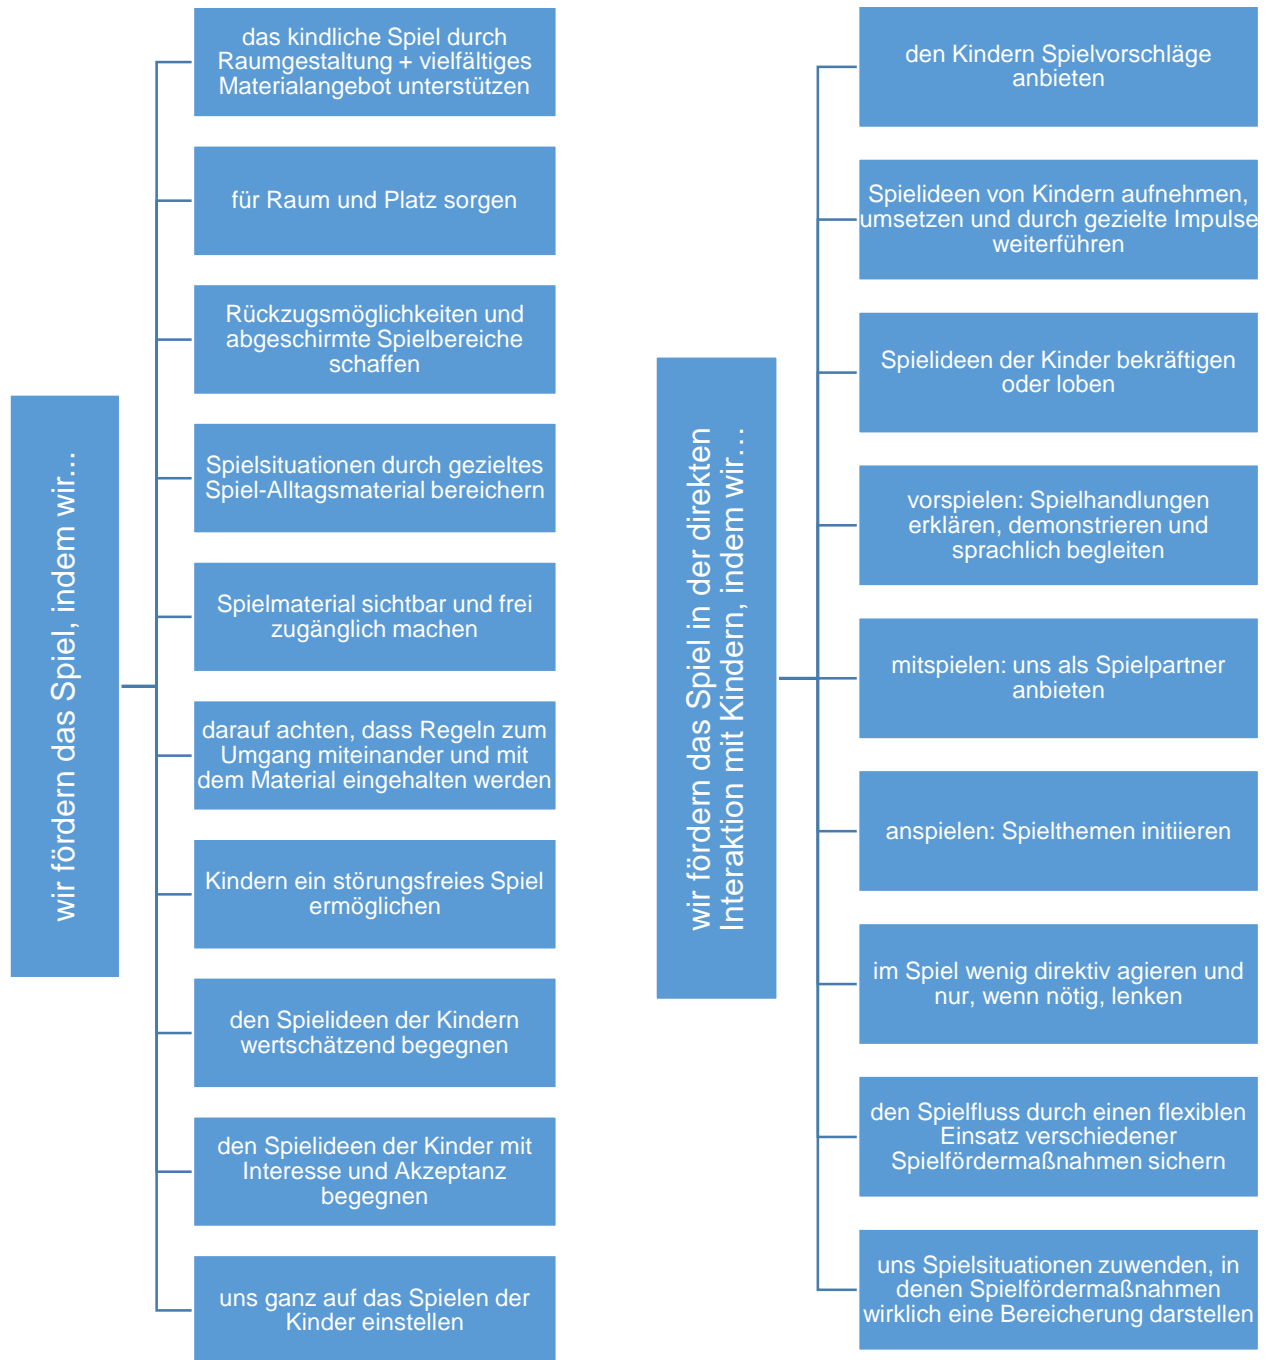 wir fördern das Spiel, indem wir...
das kindliche Spiel durch
Raumgestaltung + vielfältiges
Materialangebot unterstützen
für Raum und Platz sorgen
Rückzugsmöglichkeiten und
abgeschirmte Spielbereiche
schaffen
Spielsituationen durch gezieltes
Spiel-Alltagsmaterial bereichern
Spielmaterial sichtbar und frei
zugänglich machen
darauf achten, dass Regeln zum
Umgang miteinander und mit
dem Material eingehalten werden
Kindern ein störungsfreies Spiel
ermöglichen
den Spielideen der Kindern
wertschätzend begegnen
den Spielideen der Kinder mit
Interesse und Akzeptanz
begegnen
uns ganz auf das Spielen der
Kinder einstellen
wir fördern das Spiel in der direkten
Interaktion mit Kindern, indem wir…
den Kindern Spielvorschläge
anbieten
Spielideen von Kindern aufnehmen,
umsetzen und durch gezielte Impulse
weiterführen
Spielideen der Kinder bekräftigen
oder loben
vorspielen: Spielhandlungen
erklären, demonstrieren und
sprachlich begleiten
mitspielen: uns als Spielpartner
anbieten
anspielen: Spielthemen initiieren
im Spiel wenig direktiv agieren und
nur, wenn nötig, lenken
den Spielfluss durch einen flexiblen
Einsatz verschiedener
Spielfördermaßnahmen sichern
uns Spielsituationen zuwenden, in
denen Spielfördermaßnahmen
wirklich eine Bereicherung darstellen